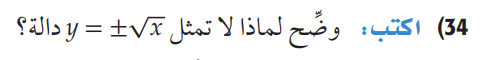 34) اكتب: وضِّح لماذا لا تمثل y = ±√x دالة؟